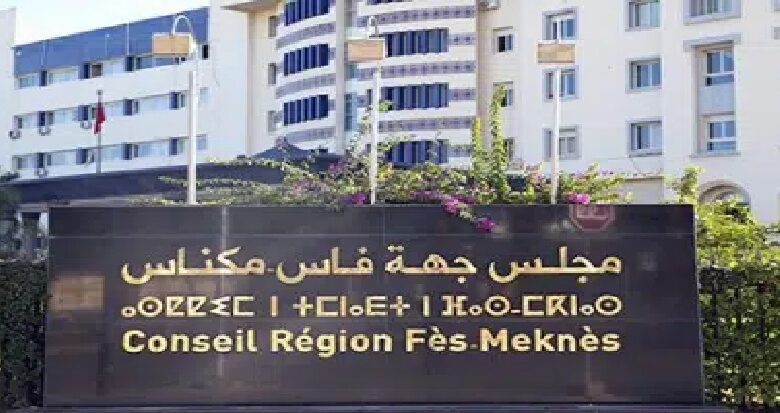 مجلس جهة فاس-مكناس
ⴰⵙⵇⵇⵉⵎ ⵏ ⵜⵎⵏⴰⴹⵜ ⵏ ⴼⴰⵙ-ⵎⴽⵏⴰⵙ
Conseil Région Fès-Meknès